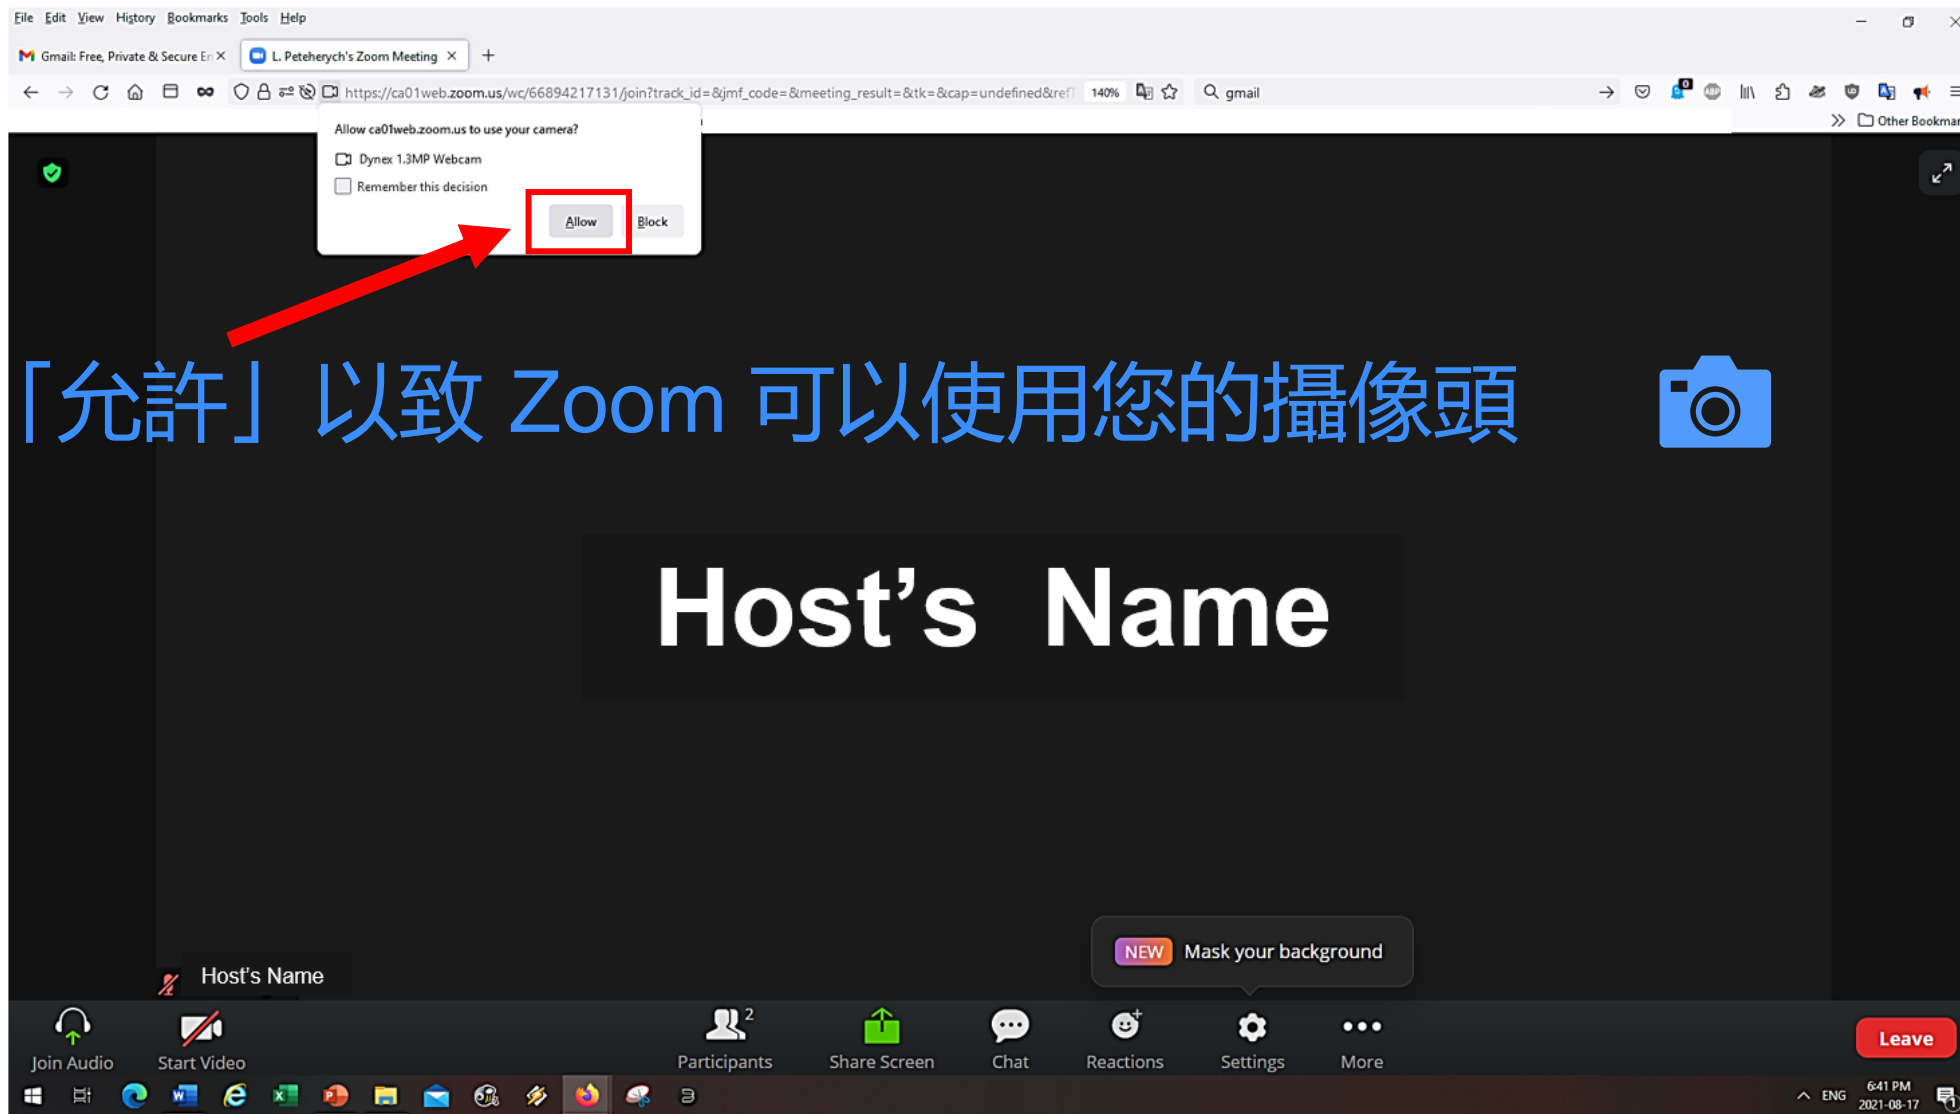 File Edit View History Bookmarks Tools Help
Gmail: Free, Private & Secure En
L. Peteherych's Zoom Meeting
https://ca01web.zoom.us/wc/66894217131/join?track_id=&jmf_code=&meeting_result=&tk=&cap=undefined&ref
140%
gmail
0
Other Bookmar
Allow ca01web.zoom.us to use your camera?
Dynex 1.3MP Webcam
Remember this decision
Allow Block
「允許」以致 Zoom 可以使用您的攝像頭
Host's Name
NEW Mask your background
Host's Name
2
Join Audio Start Video Participants Share Screen Chat Reactions Settings More Leave
ENG
6:41 PM
2021-08-17